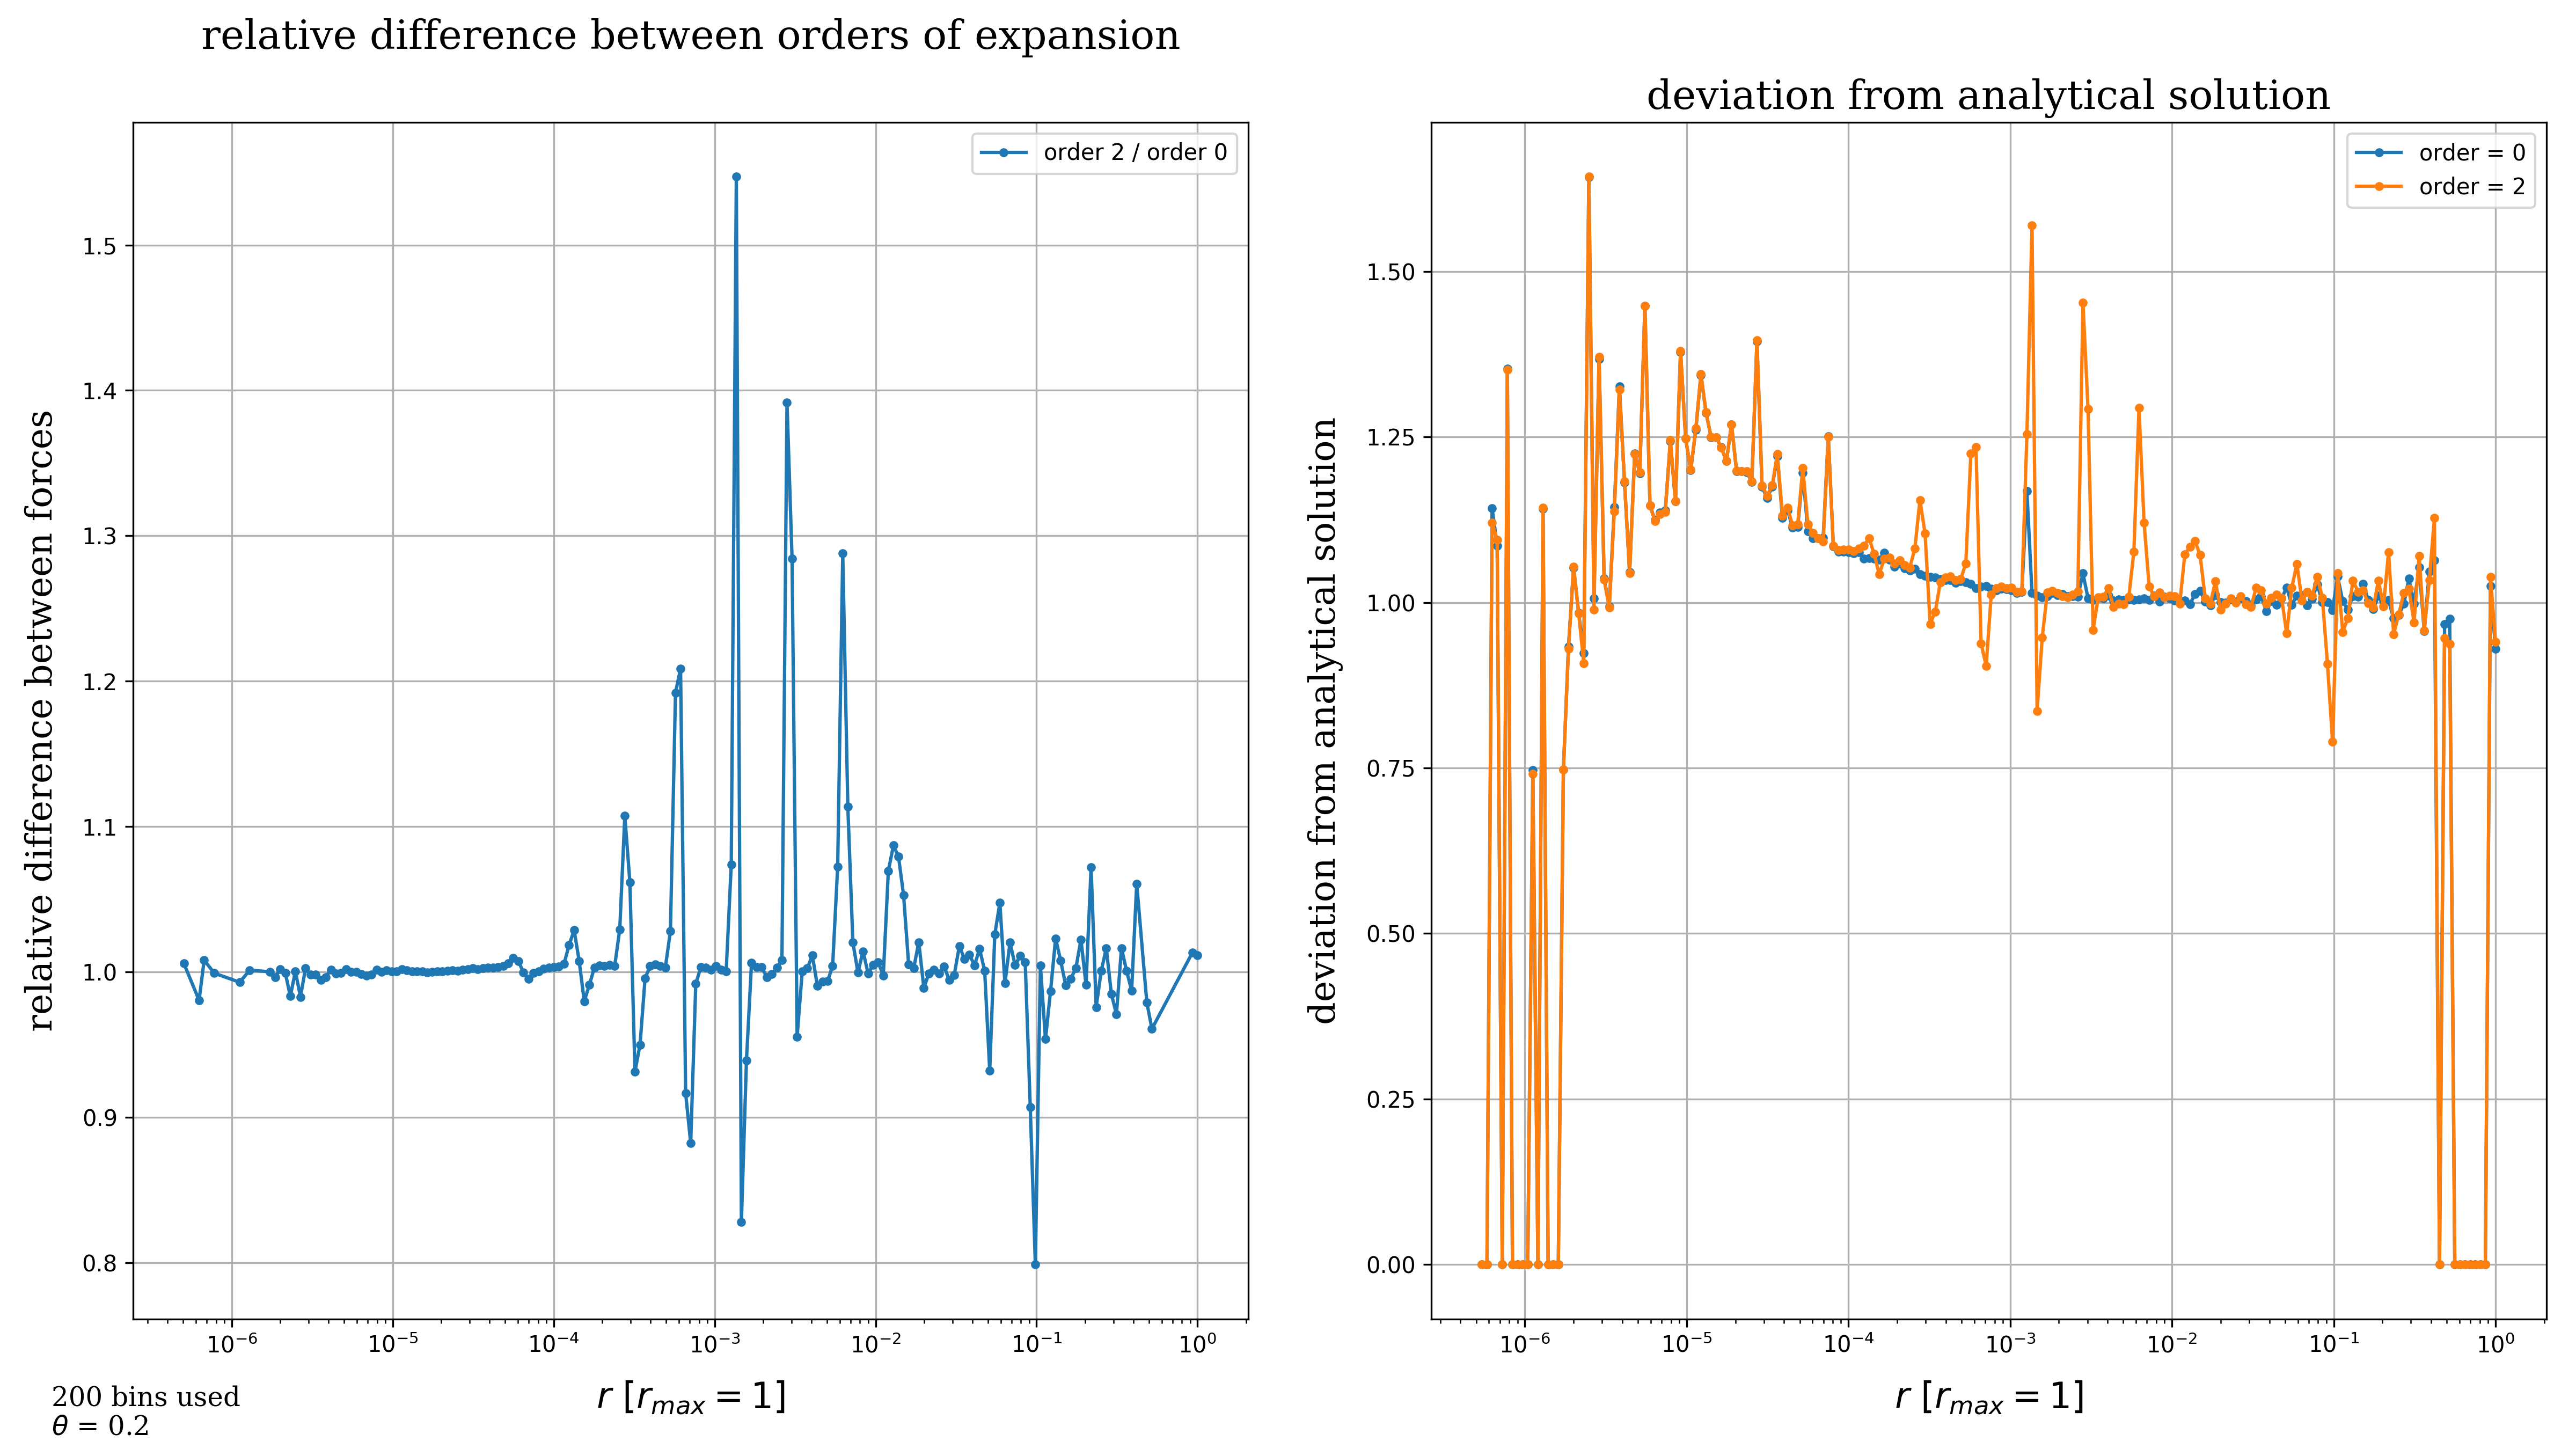 relative difference between orders of expansion
order 2 / order 0
relative difference between forces
1.5
1.4
1.3
1.2
1.1
1.0
0.9
0.8
10⁻⁶ 10⁻⁵ 10⁻⁴ 10⁻³ 10⁻² 10⁻¹ 10⁰
r [r_max = 1]
200 bins used
θ = 0.2
deviation from analytical solution
order = 0
order = 2
deviation from analytical solution
1.50
1.25
1.00
0.75
0.50
0.25
0.00
10⁻⁶ 10⁻⁵ 10⁻⁴ 10⁻³ 10⁻² 10⁻¹ 10⁰
r [r_max = 1]